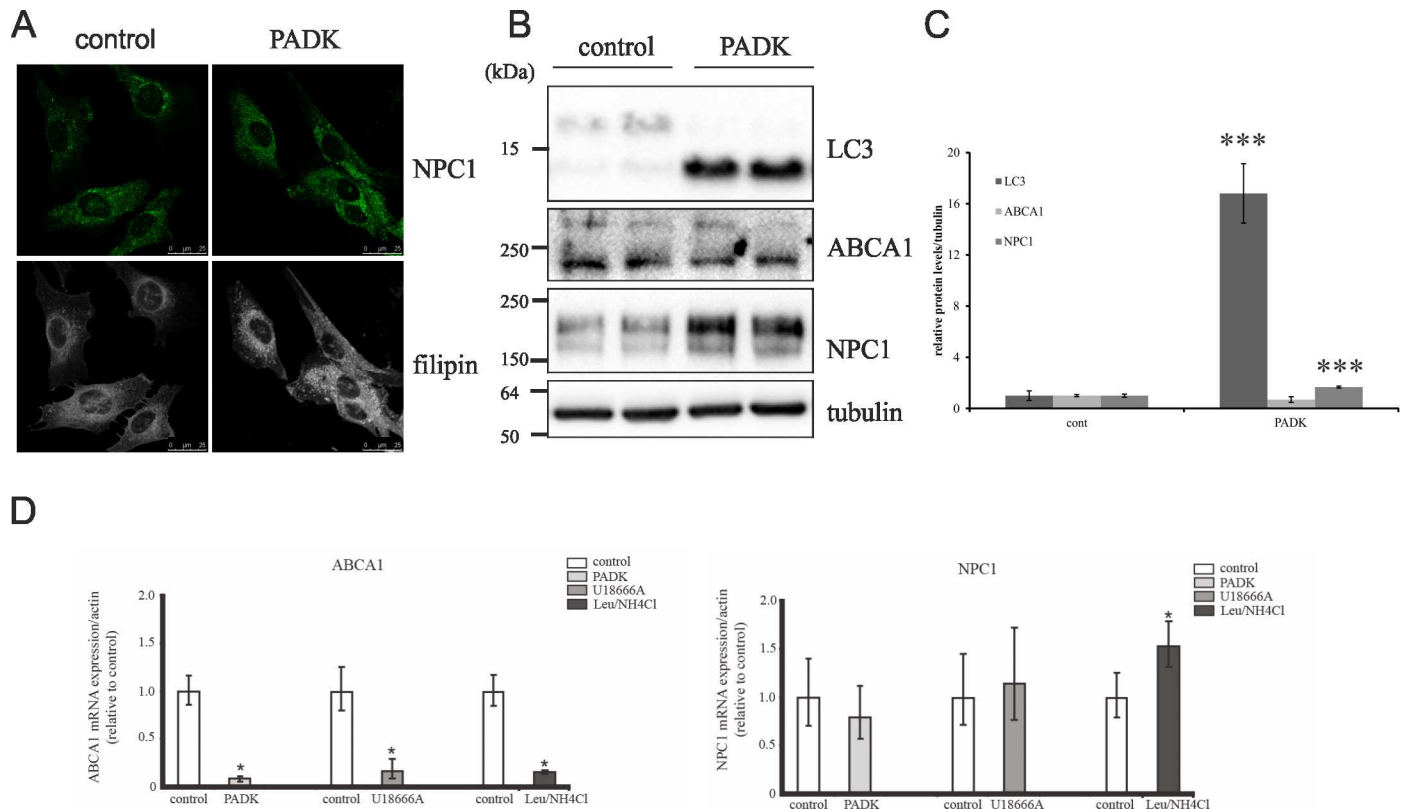 A
control
PADK
NPC1
filipin
0 µm 25
0 µm 25
0 µm 25
0 µm 25
B
control
PADK
(kDa)
15
LC3
250
ABCA1
250
150
NPC1
64
50
tubulin
C
relative protein levels/tubulin
20
16
12
8
4
0
LC3
ABCA1
NPC1
***
***
cont
PADK
D
ABCA1
control
PADK
U18666A
Leu/NH4Cl
ABCA1 mRNA expression/actin
(relative to control)
2.0
1.5
1.0
0.5
0
*
*
*
control PADK control U18666A control Leu/NH4Cl
NPC1
control
PADK
U18666A
Leu/NH4Cl
NPC1 mRNA expression/actin
(relative to control)
2.0
1.5
1.0
0.5
0
*
control PADK control U18666A control Leu/NH4Cl